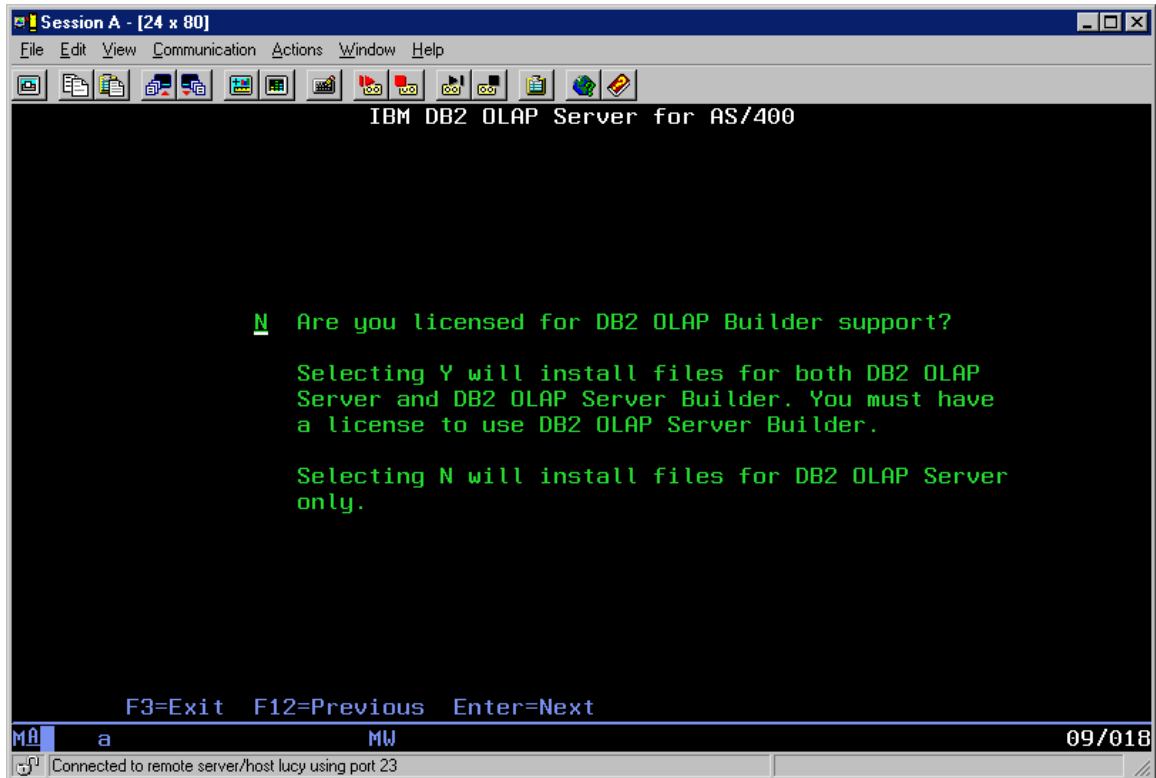 Session A - [24 x 80]
File Edit View Communication Actions Window Help
IBM DB2 OLAP Server for AS/400
N Are you licensed for DB2 OLAP Builder support?
Selecting Y will install files for both DB2 OLAP
Server and DB2 OLAP Server Builder. You must have
a license to use DB2 OLAP Server Builder.
Selecting N will install files for DB2 OLAP Server
only.
F3=Exit F12=Previous Enter=Next
MA a MW 09/018
Connected to remote server/host lucy using port 23